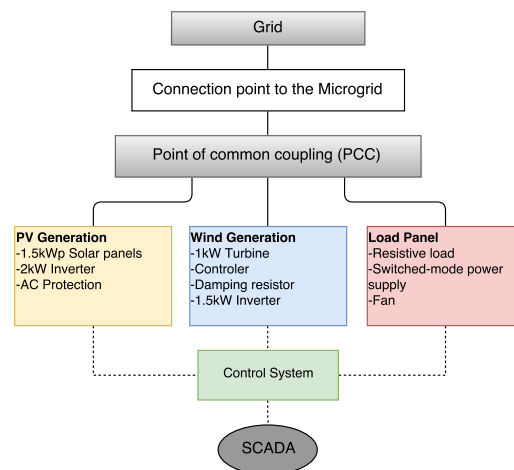 Grid
Connection point to the Microgrid
Point of common coupling (PCC)
PV Generation
-1.5kWp Solar panels
-2kW Inverter
-AC Protection
Wind Generation
-1kW Turbine
-Controler
-Damping resistor
-1.5kW Inverter
Load Panel
-Resistive load
-Switched-mode power
supply
-Fan
Control System
SCADA